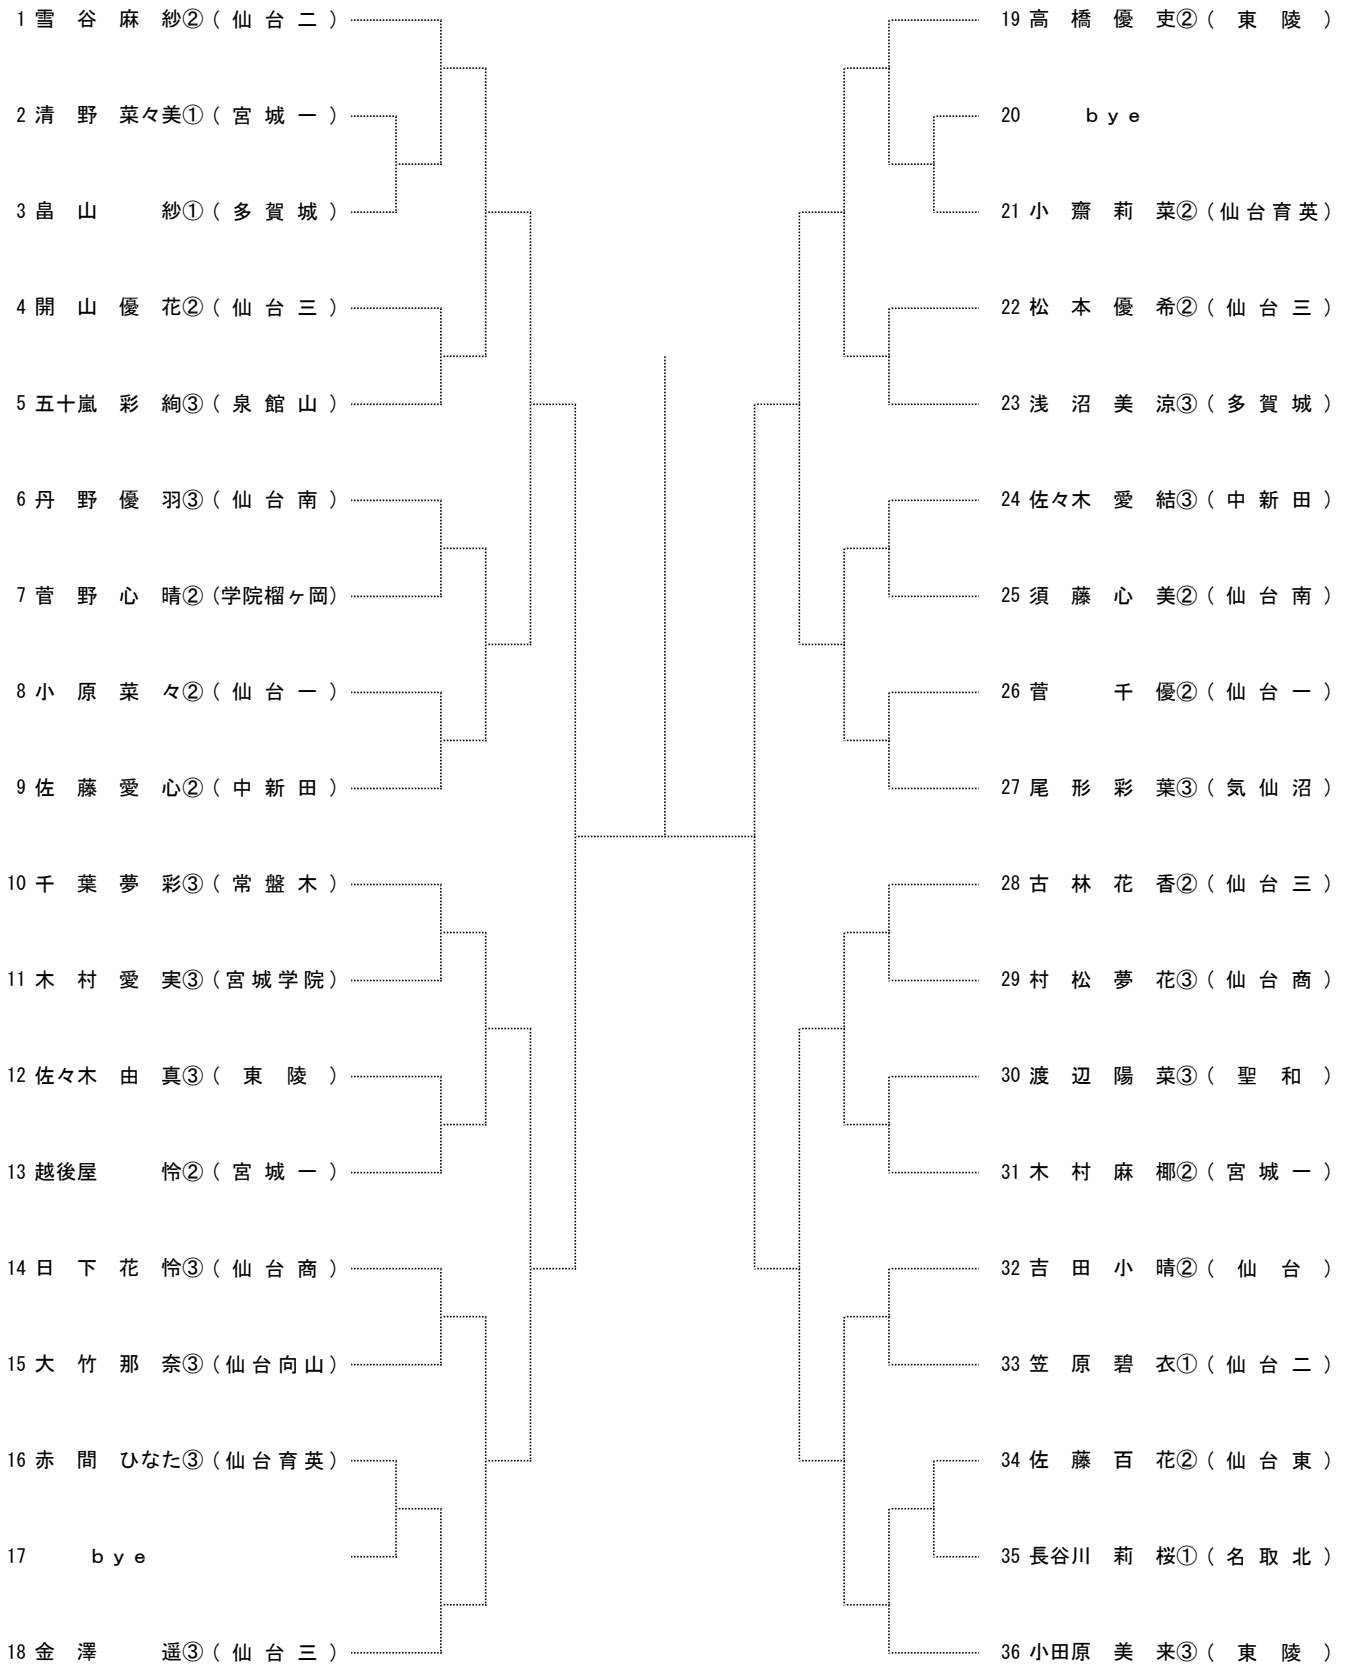 1 雪 谷 麻 紗②（ 仙 台 二 ）
2 清 野 菜々美①（ 宮 城 一 ）
3 畠 山 紗①（ 多 賀 城 ）
4 開 山 優 花②（ 仙 台 三 ）
5 五十嵐 彩 絢③（ 泉 館 山 ）
6 丹 野 優 羽③（ 仙 台 南 ）
7 菅 野 心 晴②（学院榴ヶ岡）
8 小 原 菜 々②（ 仙 台 一 ）
9 佐 藤 愛 心②（ 中 新 田 ）
10 千 葉 夢 彩③（ 常 盤 木 ）
11 木 村 愛 実③（ 宮 城 学 院 ）
12 佐々木 由 真③（ 東 陵 ）
13 越後屋 怜②（ 宮 城 一 ）
14 日 下 花 怜③（ 仙 台 商 ）
15 大 竹 那 奈③（ 仙 台 向 山 ）
16 赤 間 ひなた③（ 仙 台 育 英 ）
17 ｂｙｅ
18 金 澤 遥③（ 仙 台 三 ）
19 高 橋 優 吏②（ 東 陵 ）
20 ｂｙｅ
21 小 齋 莉 菜②（ 仙 台 育 英 ）
22 松 本 優 希②（ 仙 台 三 ）
23 浅 沼 美 涼③（ 多 賀 城 ）
24 佐々木 愛 結③（ 中 新 田 ）
25 須 藤 心 美②（ 仙 台 南 ）
26 菅 千 優②（ 仙 台 一 ）
27 尾 形 彩 葉③（ 気 仙 沼 ）
28 古 林 花 香②（ 仙 台 三 ）
29 村 松 夢 花③（ 仙 台 商 ）
30 渡 辺 陽 菜③（ 聖 和 ）
31 木 村 麻 椰②（ 宮 城 一 ）
32 吉 田 小 晴②（ 仙 台 ）
33 笠 原 碧 衣①（ 仙 台 二 ）
34 佐 藤 百 花②（ 仙 台 東 ）
35 長谷川 莉 桜①（ 名 取 北 ）
36 小田原 美 来③（ 東 陵 ）